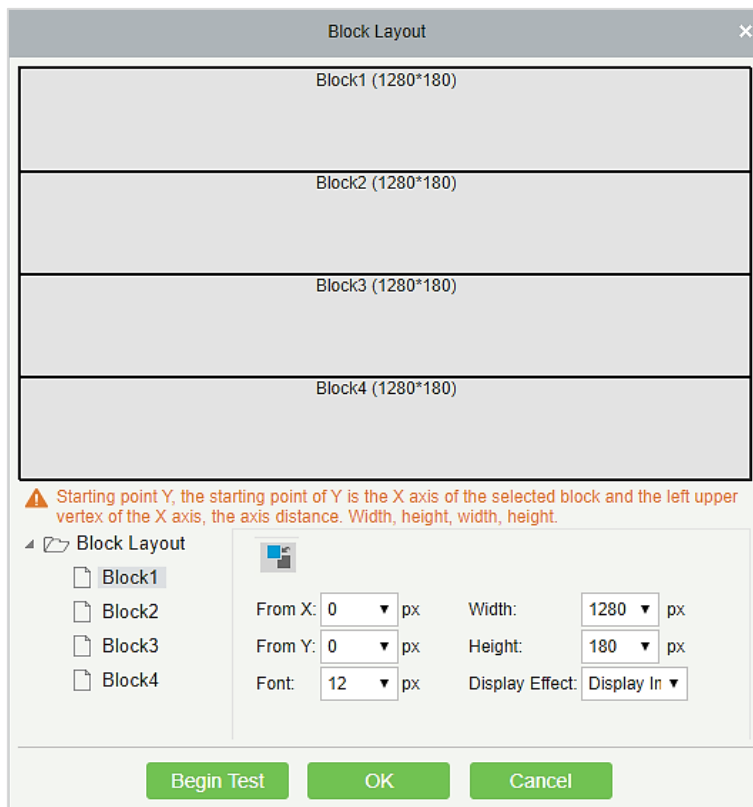 Block Layout
Block1 (1280*180)
Block2 (1280*180)
Block3 (1280*180)
Block4 (1280*180)
Starting point Y, the starting point of Y is the X axis of the selected block and the left upper
vertex of the X axis, the axis distance. Width, height, width, height.
Block Layout
Block1
Block2
Block3
Block4
From X: 0 px Width: 1280 px
From Y: 0 px Height: 180 px
Font: 12 px Display Effect: Display In
Begin Test OK Cancel